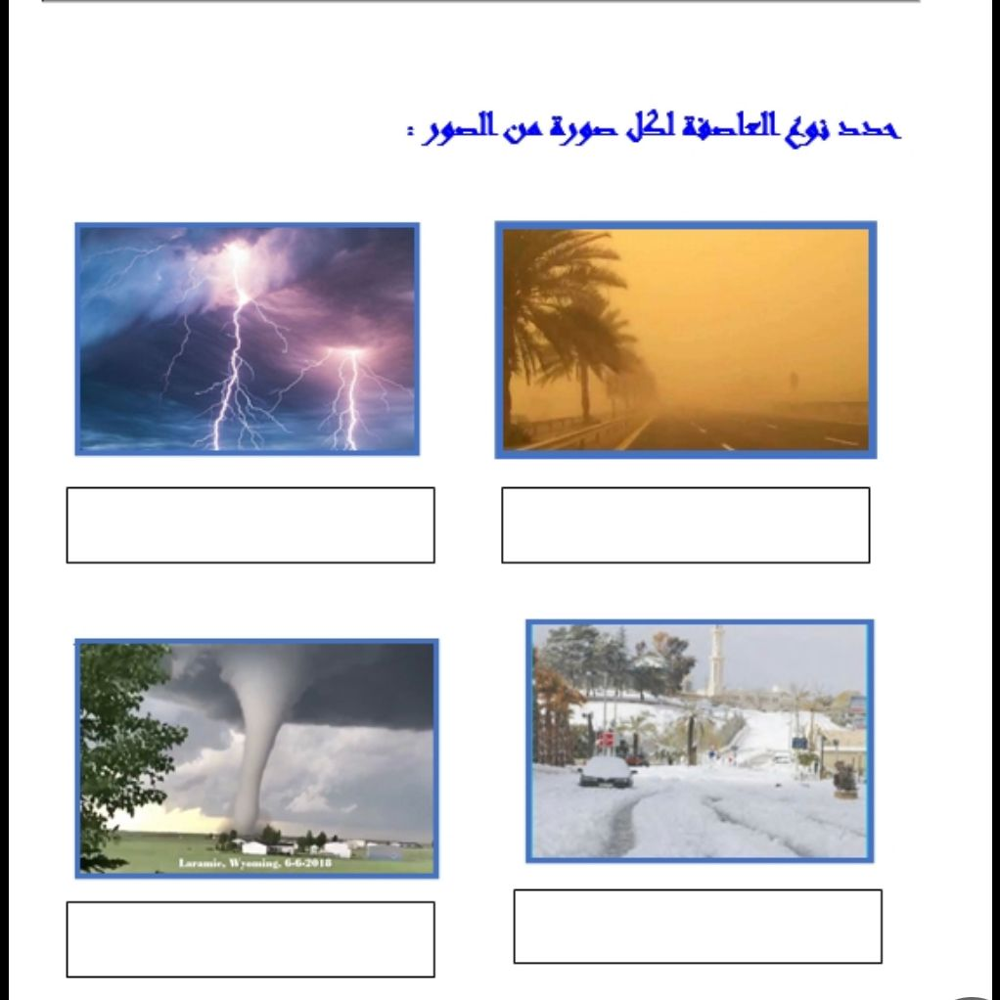 حدد نوع العاصفة لكل صورة من الصور :
Laramie, Wyoming, 6-6-2018